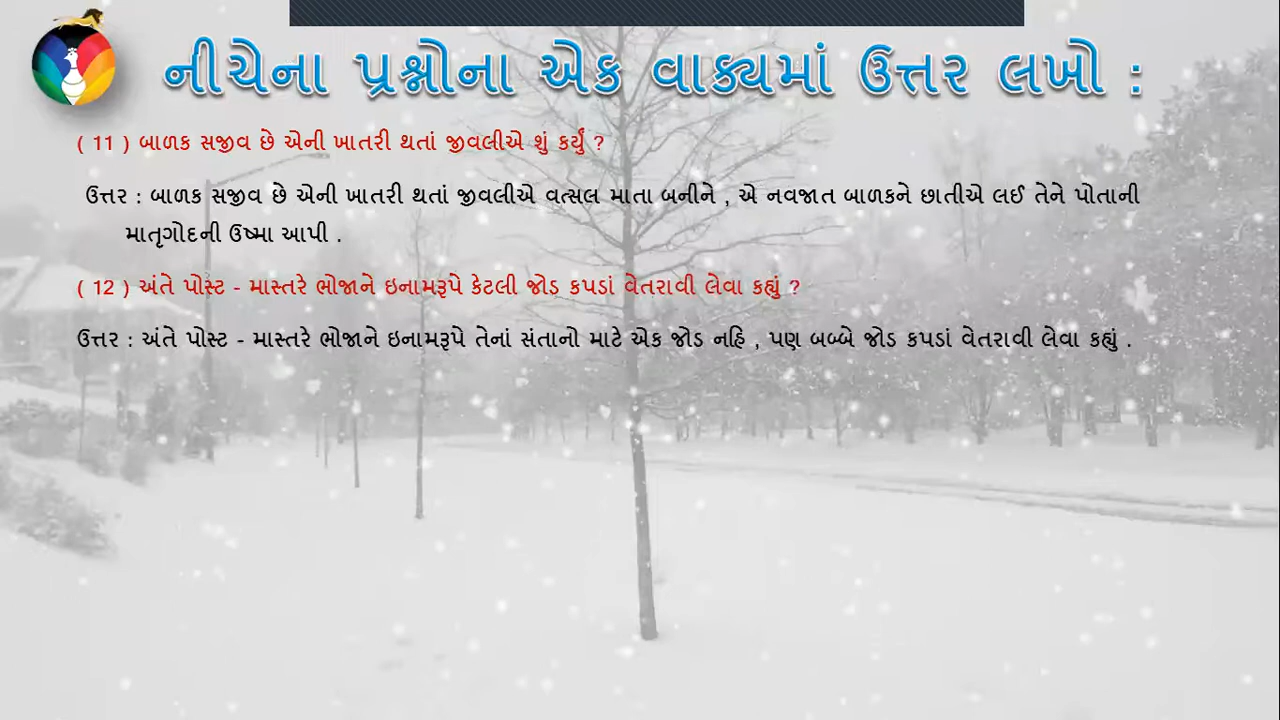 નીચેના પ્રશ્નોના એક વાક્યમાં ઉત્તર લખો :
( 11 ) બાળક સજીવ છે એની ખાતરી થતાં જીવલીએ શું કર્યું ?
ઉત્તર : બાળક સજીવ છે એની ખાતરી થતાં જીવલીએ વત્સલ માતા બનીને , એ નવજાત બાળકને છાતીએ લઈ તેને પોતાની
માતૃગોદની ઉષ્મા આપી .
( 12 ) અંતે પોસ્ટ - માસ્તરે ભોજાને ઇનામરૂપે કેટલી જોડ કપડાં વેતરાવી લેવા કહ્યું ?
ઉત્તર : અંતે પોસ્ટ - માસ્તરે ભોજાને ઇનામરૂપે તેનાં સંતાનો માટે એક જોડ નહિ , પણ બબ્બે જોડ કપડાં વેતરાવી લેવા કહ્યું .